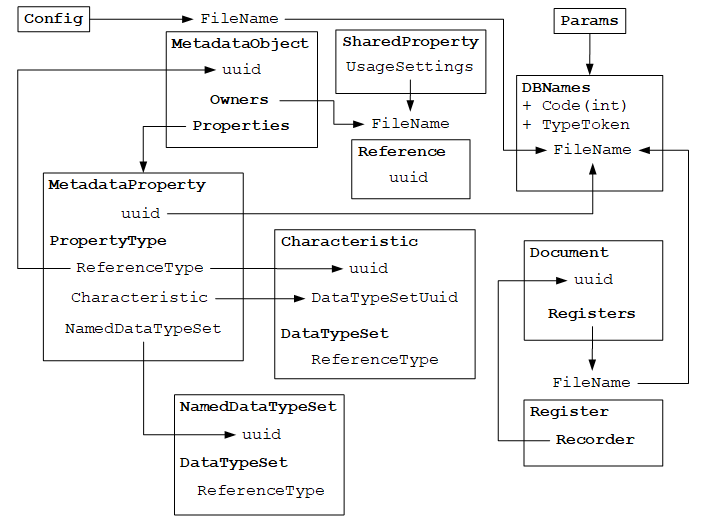 Config
FileName
Params
MetadataObject
uuid
Owners
Properties
SharedProperty
UsageSettings
FileName
Reference
uuid
DBNames
+ Code(int)
+ TypeToken
FileName
MetadataProperty
uuid
PropertyType
ReferenceType
Characteristic
NamedDataTypeSet
Characteristic
uuid
DataTypeSetUuid
DataTypeSet
ReferenceType
Document
uuid
Registers
FileName
Register
Recorder
NamedDataTypeSet
uuid
DataTypeSet
ReferenceType